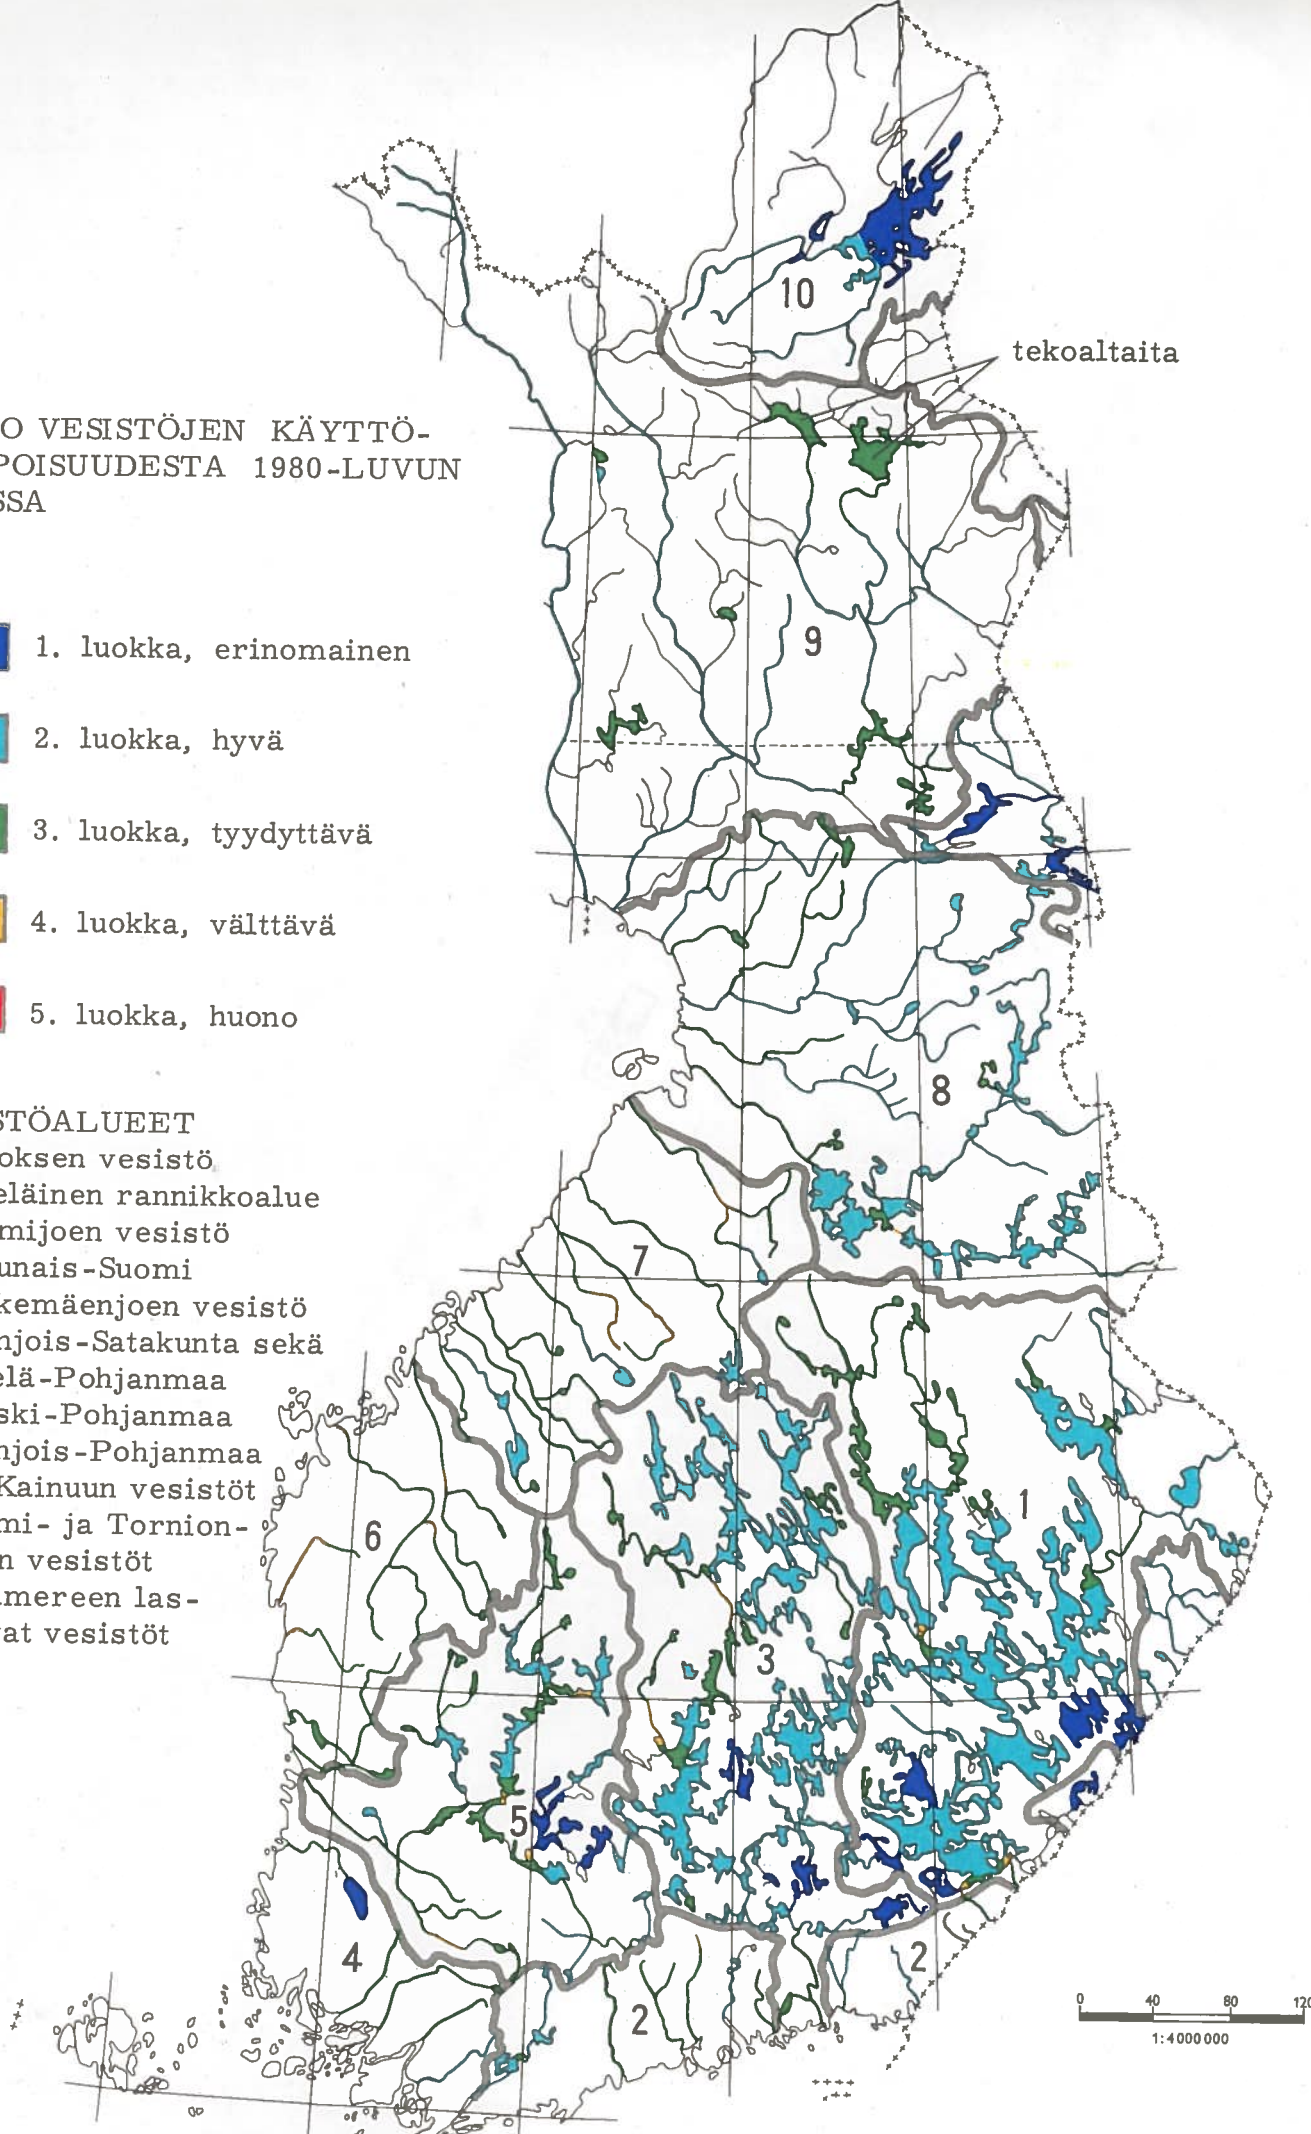 O VESISTÖJEN KÄYTTÖ-
POISUUDESTA 1980-LUVUN
SSA
1. luokka, erinomainen
2. luokka, hyvä
3. luokka, tyydyttävä
4. luokka, välttävä
5. luokka, huono
STÖALUEET
oksen vesistö
eläinen rannikkoalue
mijoen vesistö
unais-Suomi
kemäenjoen vesistö
njois-Satakunta sekä
elä-Pohjanmaa
ski-Pohjanmaa
njois-Pohjanmaa
Kainuun vesistöt
mi- ja Tornion-
n vesistöt
mereen las-
vat vesistöt
tekoaltaita
10
9
8
7
6
1
3
5
4
2
2
0 40 80 120
1:4000000